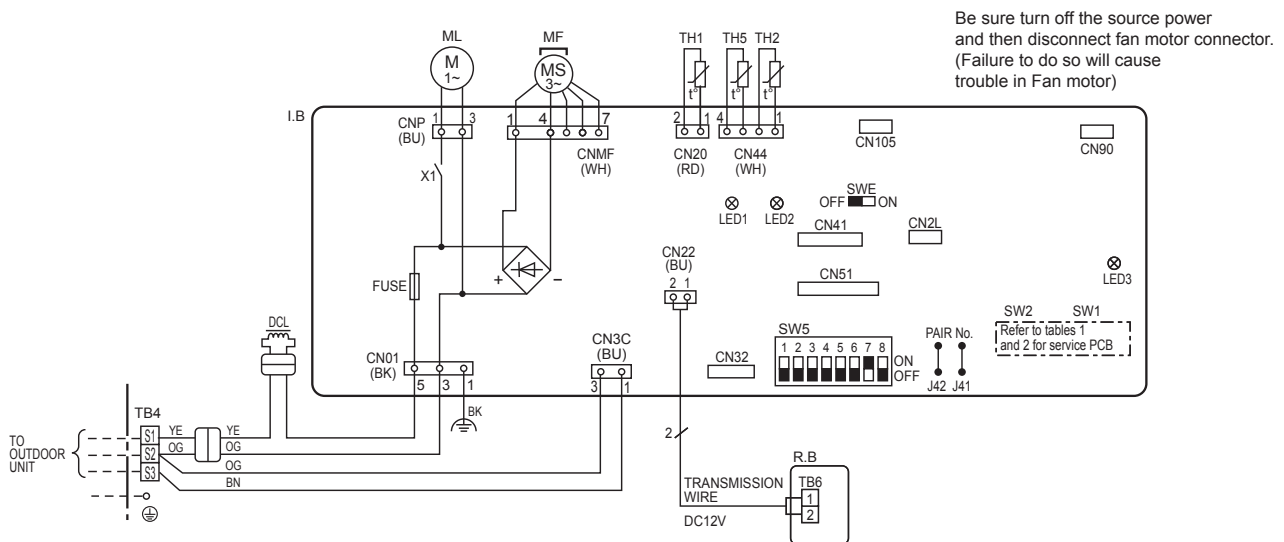 Be sure turn off the source power
and then disconnect fan motor connector.
(Failure to do so will cause
trouble in Fan motor)
ML
MF
TH1
TH5
TH2
M
1~
MS
3~
t°
t°
t°
I.B
1
3
CNP
(BU)
1
4
7
CNMF
(WH)
2
1
CN20
(RD)
4
1
CN44
(WH)
CN105
CN90
X1
SWE
OFF
ON
LED1
LED2
CN41
CN2L
CN22
(BU)
2
1
CN51
LED3
FUSE
+
−
SW2
SW1
Refer to tables 1
and 2 for service PCB
DCL
CN01
(BK)
5
3
1
CN3C
(BU)
3
1
CN32
SW5
1 2 3 4 5 6 7 8
ON
OFF
PAIR No.
J42
J41
BK
TB4
TO
OUTDOOR
UNIT
S1
S2
S3
YE
YE
OG
OG
OG
BN
2
TRANSMISSION
WIRE
DC12V
R.B
TB6
1
2